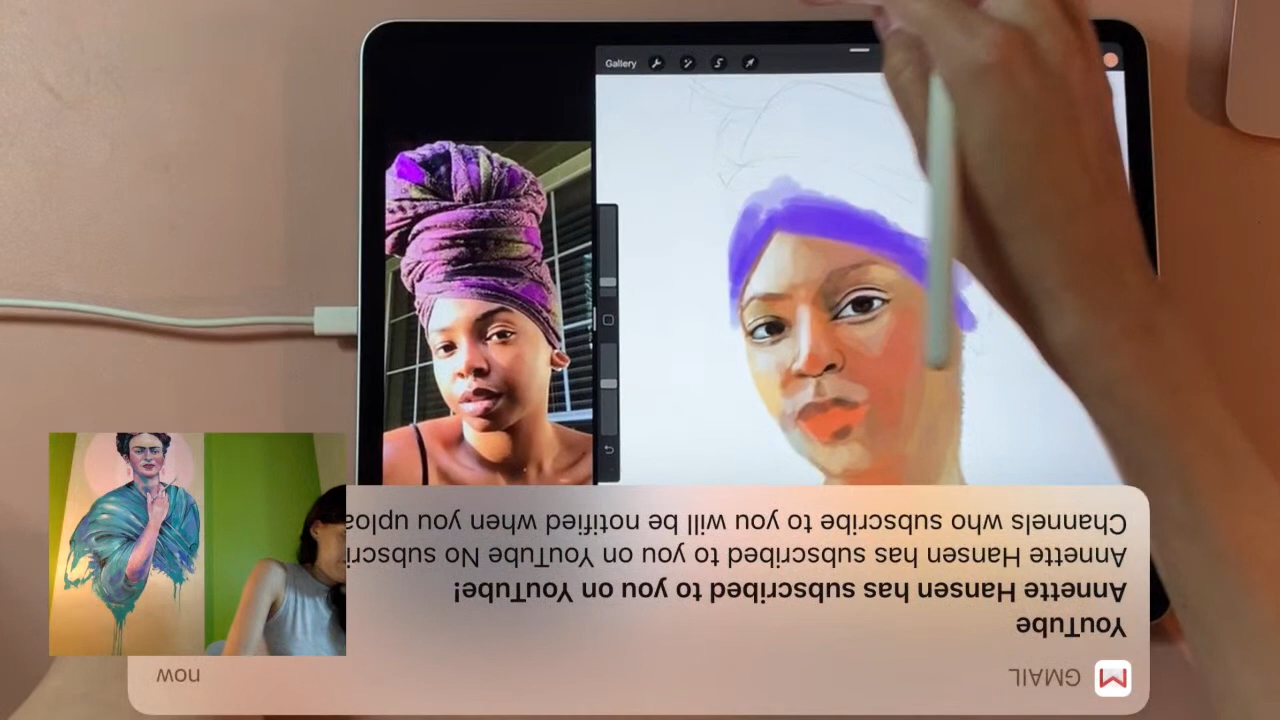 Gallery
GMAIL
now
YouTube
Annette Hansen has subscribed to you on YouTube!
Annette Hansen has subscribed to you on YouTube No subscri
Channels who subscribe to you will be notified when you uploa